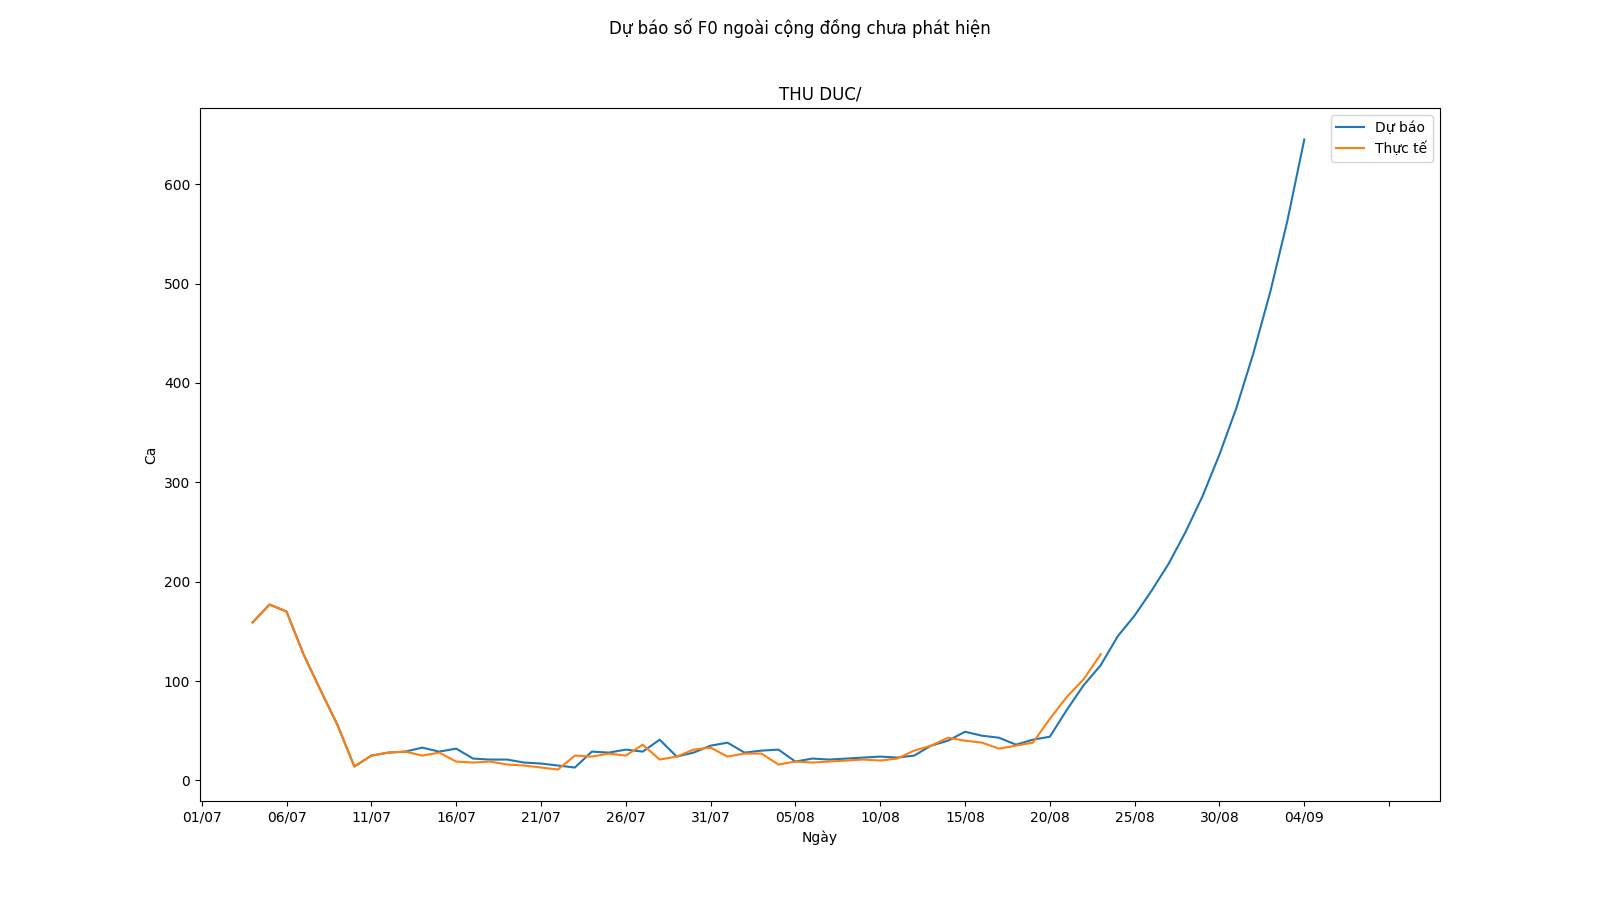 Dự báo số F0 ngoài cộng đồng chưa phát hiện
THU DUC/
Dự báo
Thực tế
600
500
400
300
200
100
0
Ca
01/07 06/07 11/07 16/07 21/07 26/07 31/07 05/08 10/08 15/08 20/08 25/08 30/08 04/09
Ngày